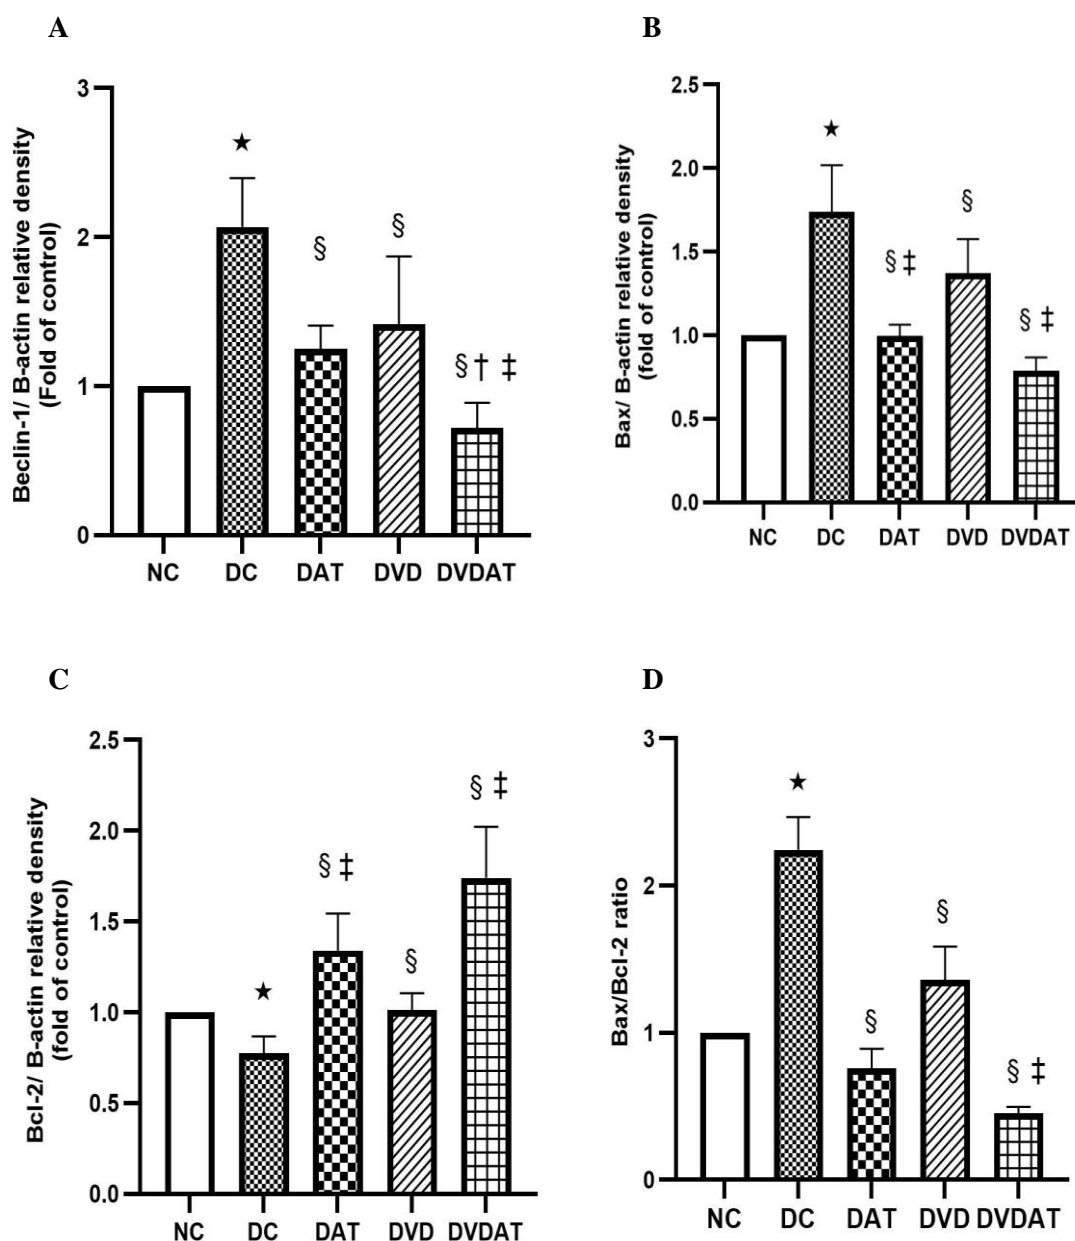 A
Beclin-1/ B-actin relative density
(Fold of control)
3
2
1
0
★
§
§
§ † ‡
NC DC DAT DVD DVDAT
B
Bax/ B-actin relative density
(fold of control)
2.5
2.0
1.5
1.0
0.5
0.0
★
§ ‡
§
§ ‡
NC DC DAT DVD DVDAT
C
Bcl-2/ B-actin relative density
(fold of control)
2.5
2.0
1.5
1.0
0.5
0.0
★
§ ‡
§
§ ‡
NC DC DAT DVD DVDAT
D
Bax/Bcl-2 ratio
3
2
1
0
★
§
§
§ ‡
NC DC DAT DVD DVDAT